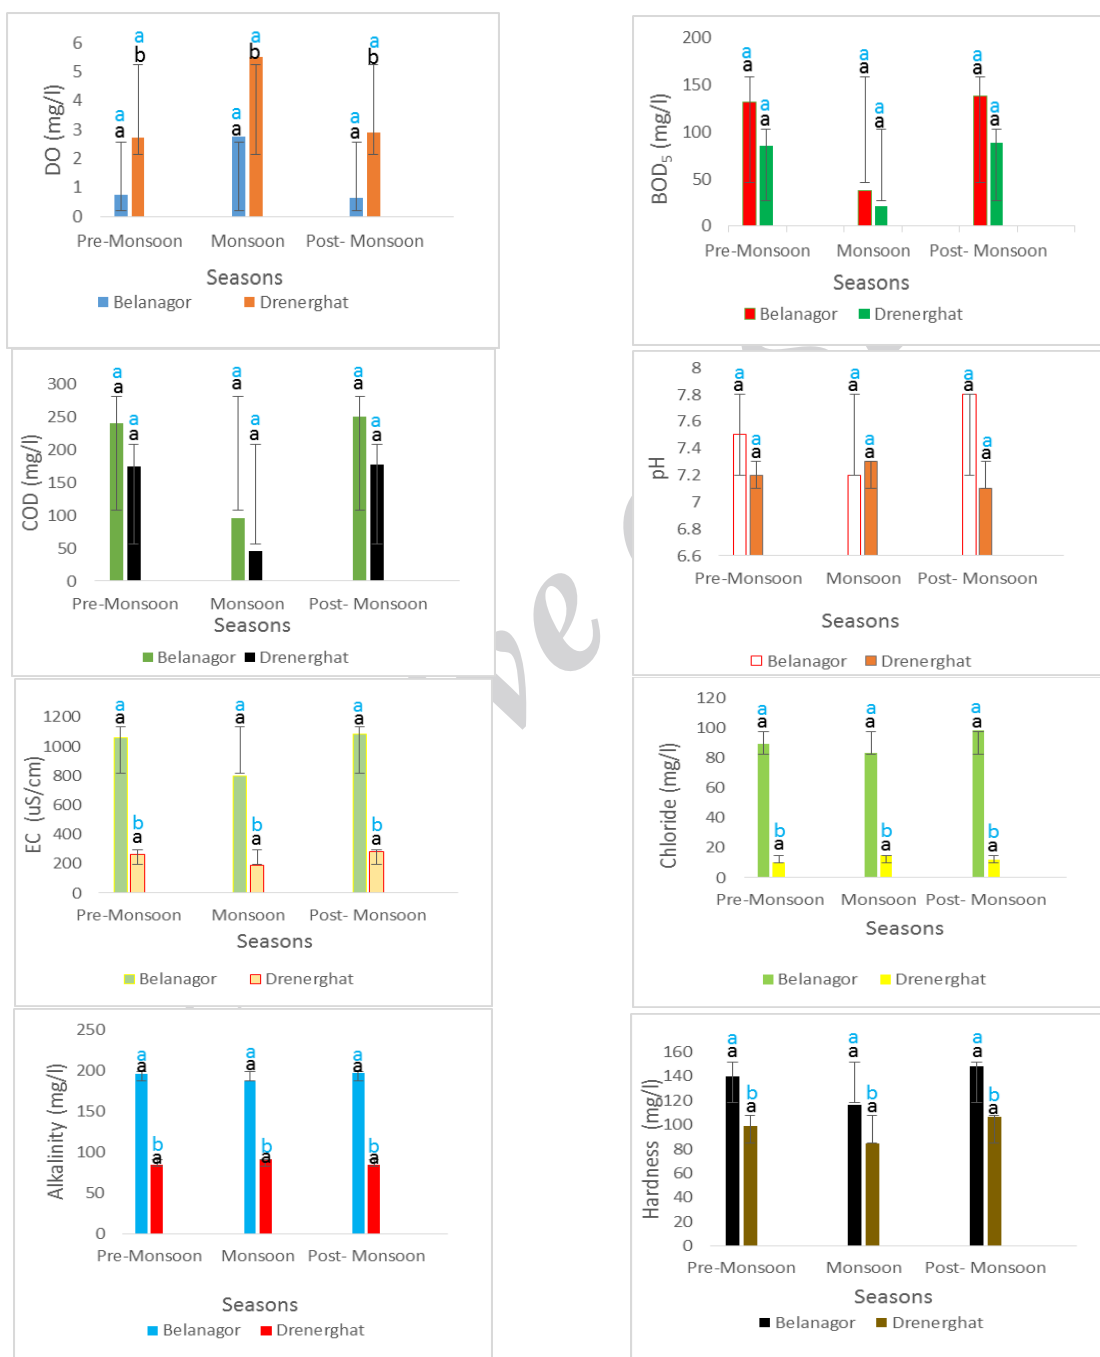 DO (mg/l)
6
5
4
3
2
1
0
a
b
a
a
a
b
a
a
a
b
a
a
Pre-Monsoon Monsoon Post- Monsoon
Seasons
Belanagor Drenerghat
BOD5 (mg/l)
200
150
100
50
0
a
a
a
a
a
a
a
a
a
a
a
a
Pre-Monsoon Monsoon Post- Monsoon
Seasons
Belanagor Drenerghat
COD (mg/l)
300
250
200
150
100
50
0
a
a
a
a
a
a
a
a
a
a
a
a
Pre-Monsoon Monsoon Post- Monsoon
Seasons
Belanagor Drenerghat
pH
8
7.8
7.6
7.4
7.2
7
6.8
6.6
a
a
a
a
a
a
a
a
a
a
a
a
Pre-Monsoon Monsoon Post- Monsoon
Seasons
Belanagor Drenerghat
EC (uS/cm)
1200
1000
800
600
400
200
0
a
a
b
a
a
a
b
a
a
a
b
a
Pre-Monsoon Monsoon Post- Monsoon
Seasons
Belanagor Drenerghat
Chloride (mg/l)
120
100
80
60
40
20
0
a
a
b
a
a
a
b
a
a
a
b
a
Pre-Monsoon Monsoon Post- Monsoon
Seasons
Belanagor Drenerghat
Alkalinity (mg/l)
250
200
150
100
50
0
a
a
b
a
a
a
b
a
a
a
b
a
Pre-Monsoon Monsoon Post- Monsoon
Seasons
Belanagor Drenerghat
Hardness (mg/l)
160
140
120
100
80
60
40
20
0
a
a
b
a
a
a
b
a
a
a
b
a
Pre-Monsoon Monsoon Post- Monsoon
Seasons
Belanagor Drenerghat